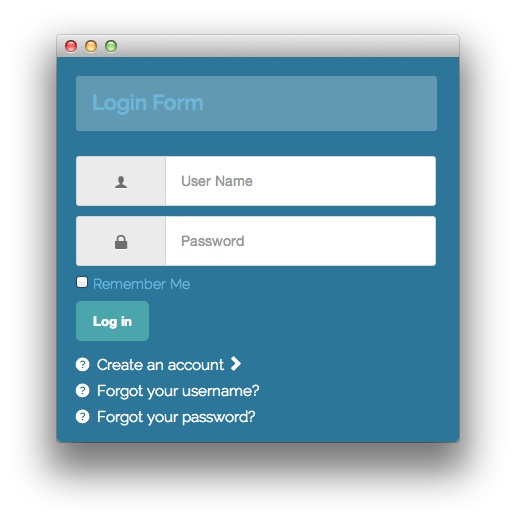 Login Form
User Name
Password
Remember Me
Log in
? Create an account
? Forgot your username?
? Forgot your password?